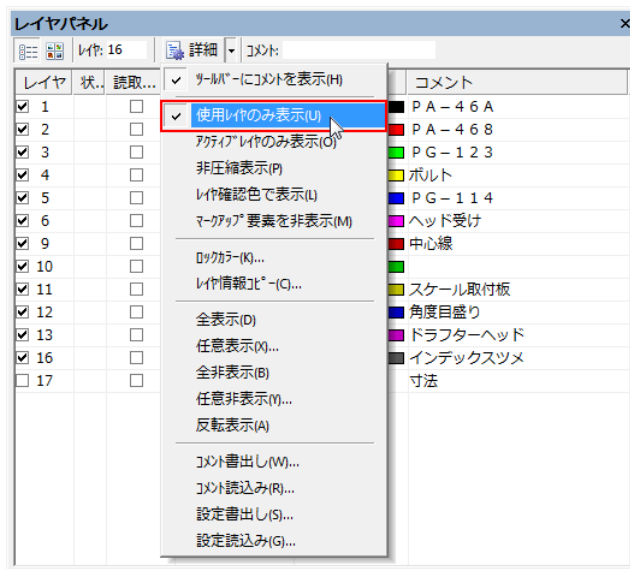 レイヤパネル
レイヤ: 16 詳細 コメント:
レイヤ 状.. 読取... コメント
1 ＰＡ－４６Ａ
2 ＰＡ－４６８
3 ＰＧ－１２３
4 ボルト
5 ＰＧ－１１４
6 ヘッド受け
9 中心線
10
11 スケール取付板
12 角度目盛り
13 ドラフターヘッド
16 インデックスツメ
17 寸法
ﾂｰﾙﾊﾞｰにｺﾒﾝﾄを表示(H)
使用ﾚｲﾔのみ表示(U)
ｱｸﾃｨﾌﾞﾚｲﾔのみ表示(O)
非圧縮表示(P)
ﾚｲﾔ確認色で表示(L)
ﾏｰｸｱｯﾌﾟ要素を非表示(M)
ﾛｯｸｶﾗｰ(K)...
ﾚｲﾔ情報ｺﾋﾟｰ(C)...
全表示(D)
任意表示(X)...
全非表示(B)
任意非表示(Y)...
反転表示(A)
ｺﾒﾝﾄ書出し(W)...
ｺﾒﾝﾄ読込み(R)...
設定書出し(S)...
設定読込み(G)...